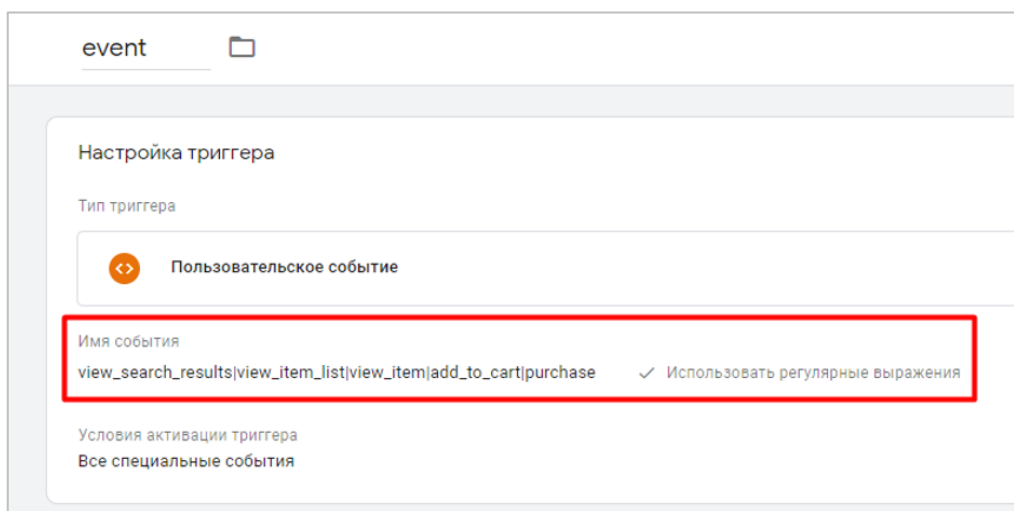 event
Настройка триггера
Тип триггера
Пользовательское событие
Имя события
view_search_results|view_item_list|view_item|add_to_cart|purchase Использовать регулярные выражения
Условия активации триггера
Все специальные события